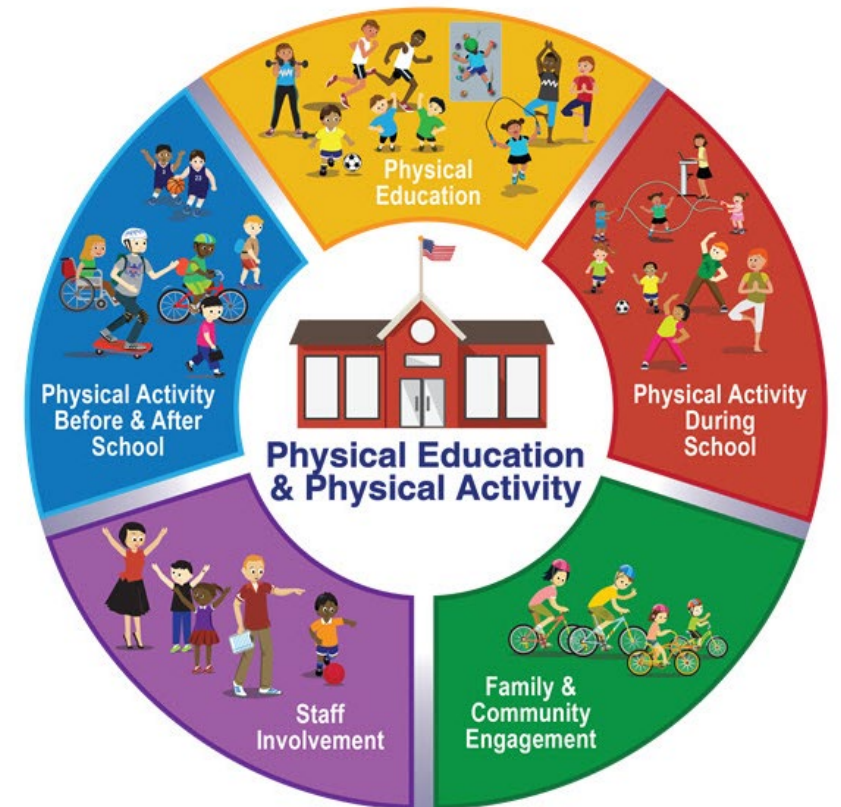 Physical
Education
Physical Activity
During
School
Family &
Community
Engagement
Staff
Involvement
Physical Activity
Before & After
School
Physical Education
& Physical Activity